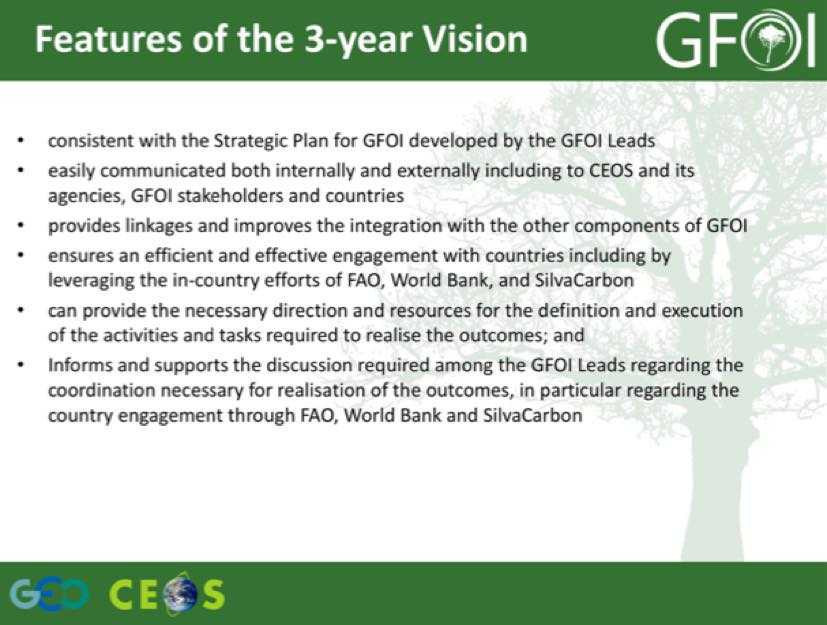 Features of the 3-year Vision
GFOI
• consistent with the Strategic Plan for GFOI developed by the GFOI Leads
• easily communicated both internally and externally including to CEOS and its
agencies, GFOI stakeholders and countries
• provides linkages and improves the integration with the other components of GFOI
• ensures an efficient and effective engagement with countries including by
leveraging the in-country efforts of FAO, World Bank, and SilvaCarbon
• can provide the necessary direction and resources for the definition and execution
of the activities and tasks required to realise the outcomes; and
• Informs and supports the discussion required among the GFOI Leads regarding the
coordination necessary for realisation of the outcomes, in particular regarding the
country engagement through FAO, World Bank and SilvaCarbon
GEO CEOS